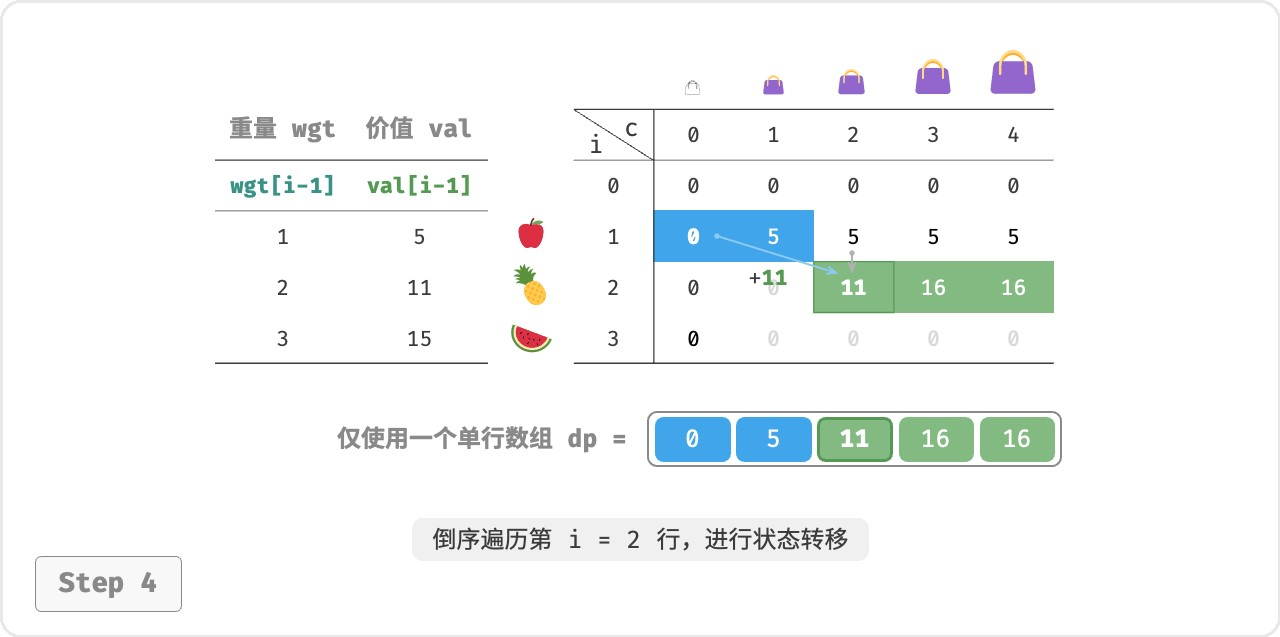 重量 wgt 价值 val
wgt[i-1] val[i-1]
1 5
2 11
3 15
i c 0 1 2 3 4
0 0 0 0 0 0
1 0 5 5 5 5
+11
2 0 0 11 16 16
3 0 0 0 0 0
仅使用一个单行数组 dp = 0 5 11 16 16
倒序遍历第 i = 2 行，进行状态转移
Step 4